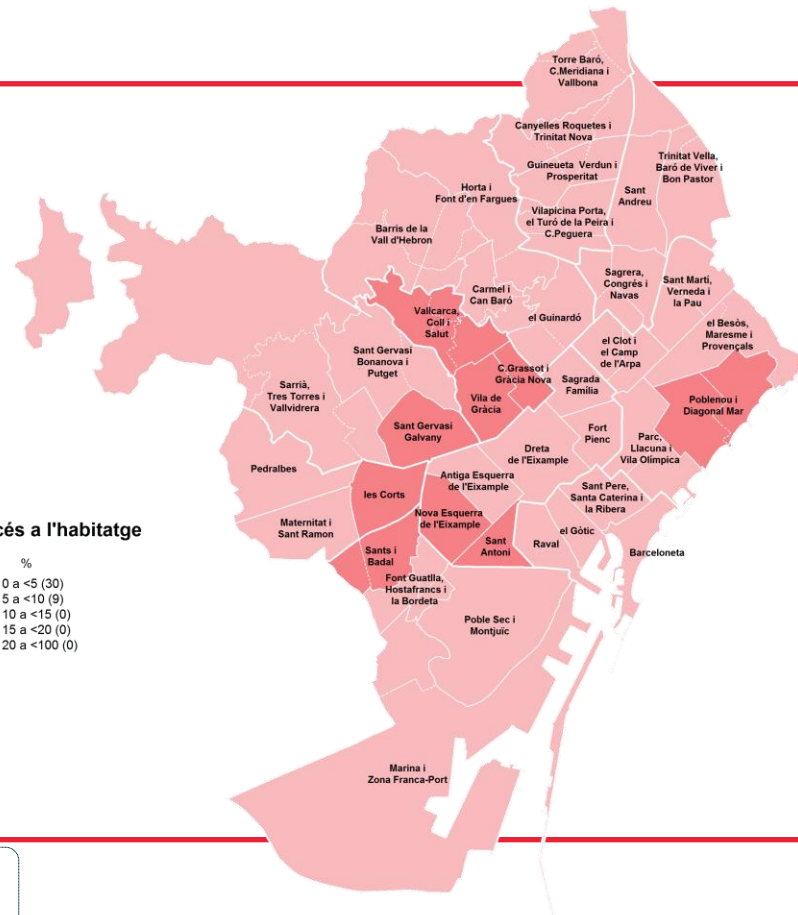 Torre Baró,
C.Meridiana i
Vallbona
Canyelles Roquetes i
Trinitat Nova
Guineueta Verdun i
Prosperitat
Trinitat Vella,
Baró de Viver i
Bon Pastor
Sant
Andreu
Horta i
Font d'en Fargues
Vilapicina Porta,
el Turó de la Peira i
C.Peguera
Barris de la
Vall d'Hebron
Sagrera,
Congrés i
Navas
Sant Martí,
Verneda i
la Pau
Carmel i
Can Baró
Vallcarca,
Coll i
Salut
el Guinardó
el Besòs,
Maresme i
Provençals
el Clot i
el Camp
de l'Arpa
Sant Gervasi
Bonanova i
Putget
C.Grassot i
Gràcia Nova
Sagrada
Família
Sarrià,
Tres Torres i
Vallvidrera
Vila de
Gràcia
Poblenou i
Diagonal Mar
Sant Gervasi
Galvany
Fort
Pienc
Parc,
Llacuna i
Vila Olímpica
Dreta
de l'Eixample
Pedralbes
Antiga Esquerra
de l'Eixample
Sant Pere,
Santa Caterina i
la Ribera
les Corts
Nova Esquerra
de l'Eixample
Maternitat i
Sant Ramon
el Gòtic
Raval
Sant
Antoni
Barceloneta
Sants i
Badal
Font Guatlla,
Hostafrancs i
la Bordeta
Poble Sec i
Montjuïc
Marina i
Zona Franca-Port
cés a l'habitatge
%
0 a <5 (30)
5 a <10 (9)
10 a <15 (0)
15 a <20 (0)
20 a <100 (0)